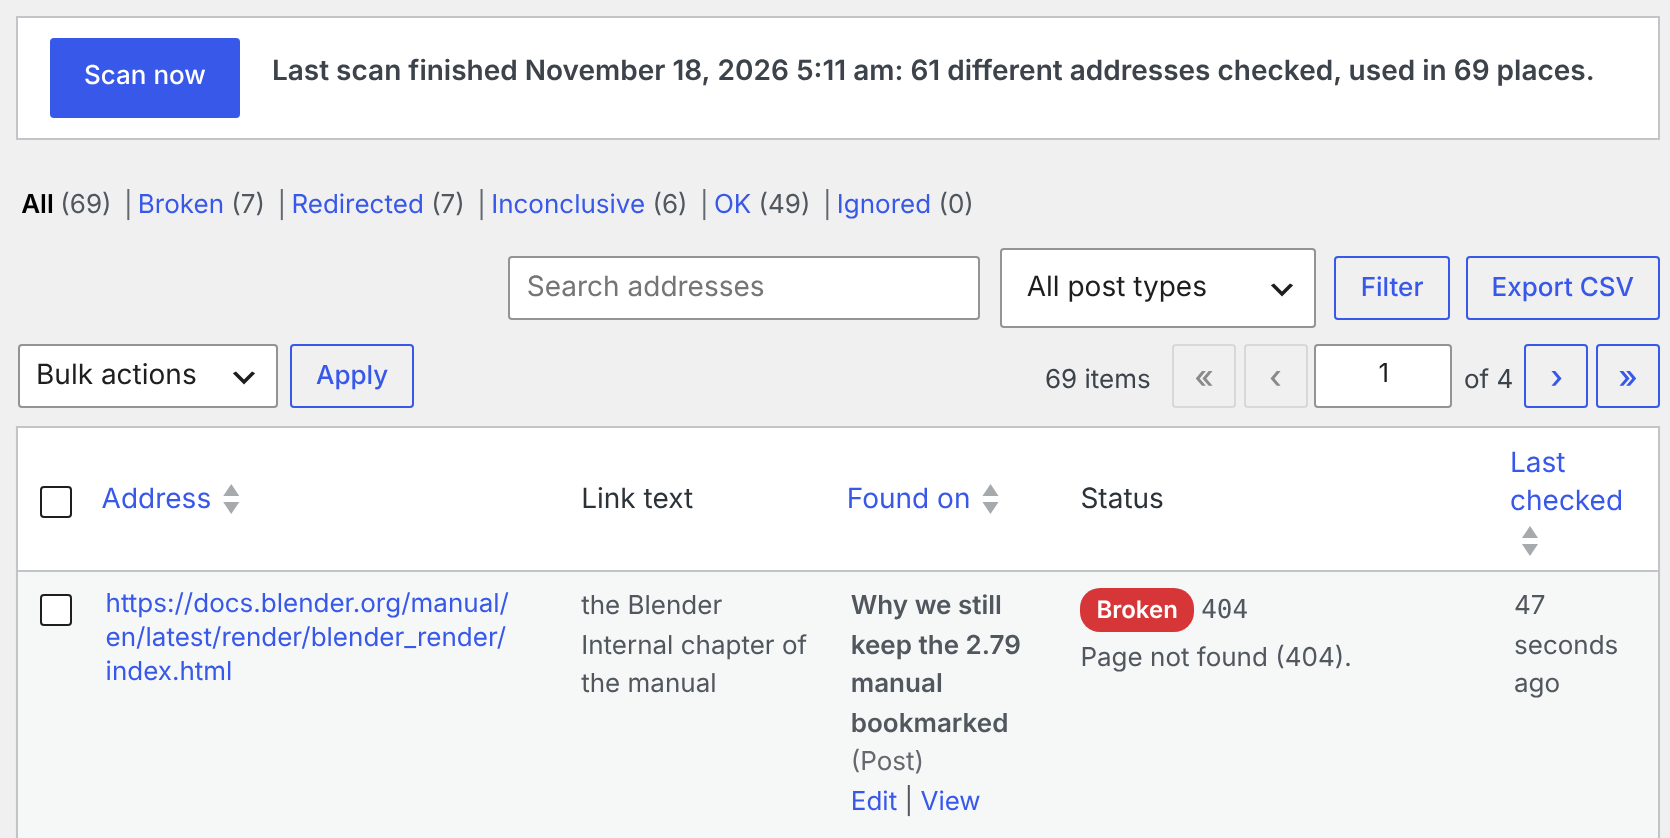 Scan now
Last scan finished November 18, 2026 5:11 am: 61 different addresses checked, used in 69 places.
All (69) | Broken (7) | Redirected (7) | Inconclusive (6) | OK (49) | Ignored (0)
Search addresses
All post types
Filter
Export CSV
Bulk actions
Apply
69 items
«
‹
1
of 4
›
»
Address
Link text
Found on
Status
Last
checked
https://docs.blender.org/manual/
en/latest/render/blender_render/
index.html
the Blender
Internal chapter of
the manual
Why we still
keep the 2.79
manual
bookmarked
(Post)
Edit | View
Broken 404
Page not found (404).
47
seconds
ago